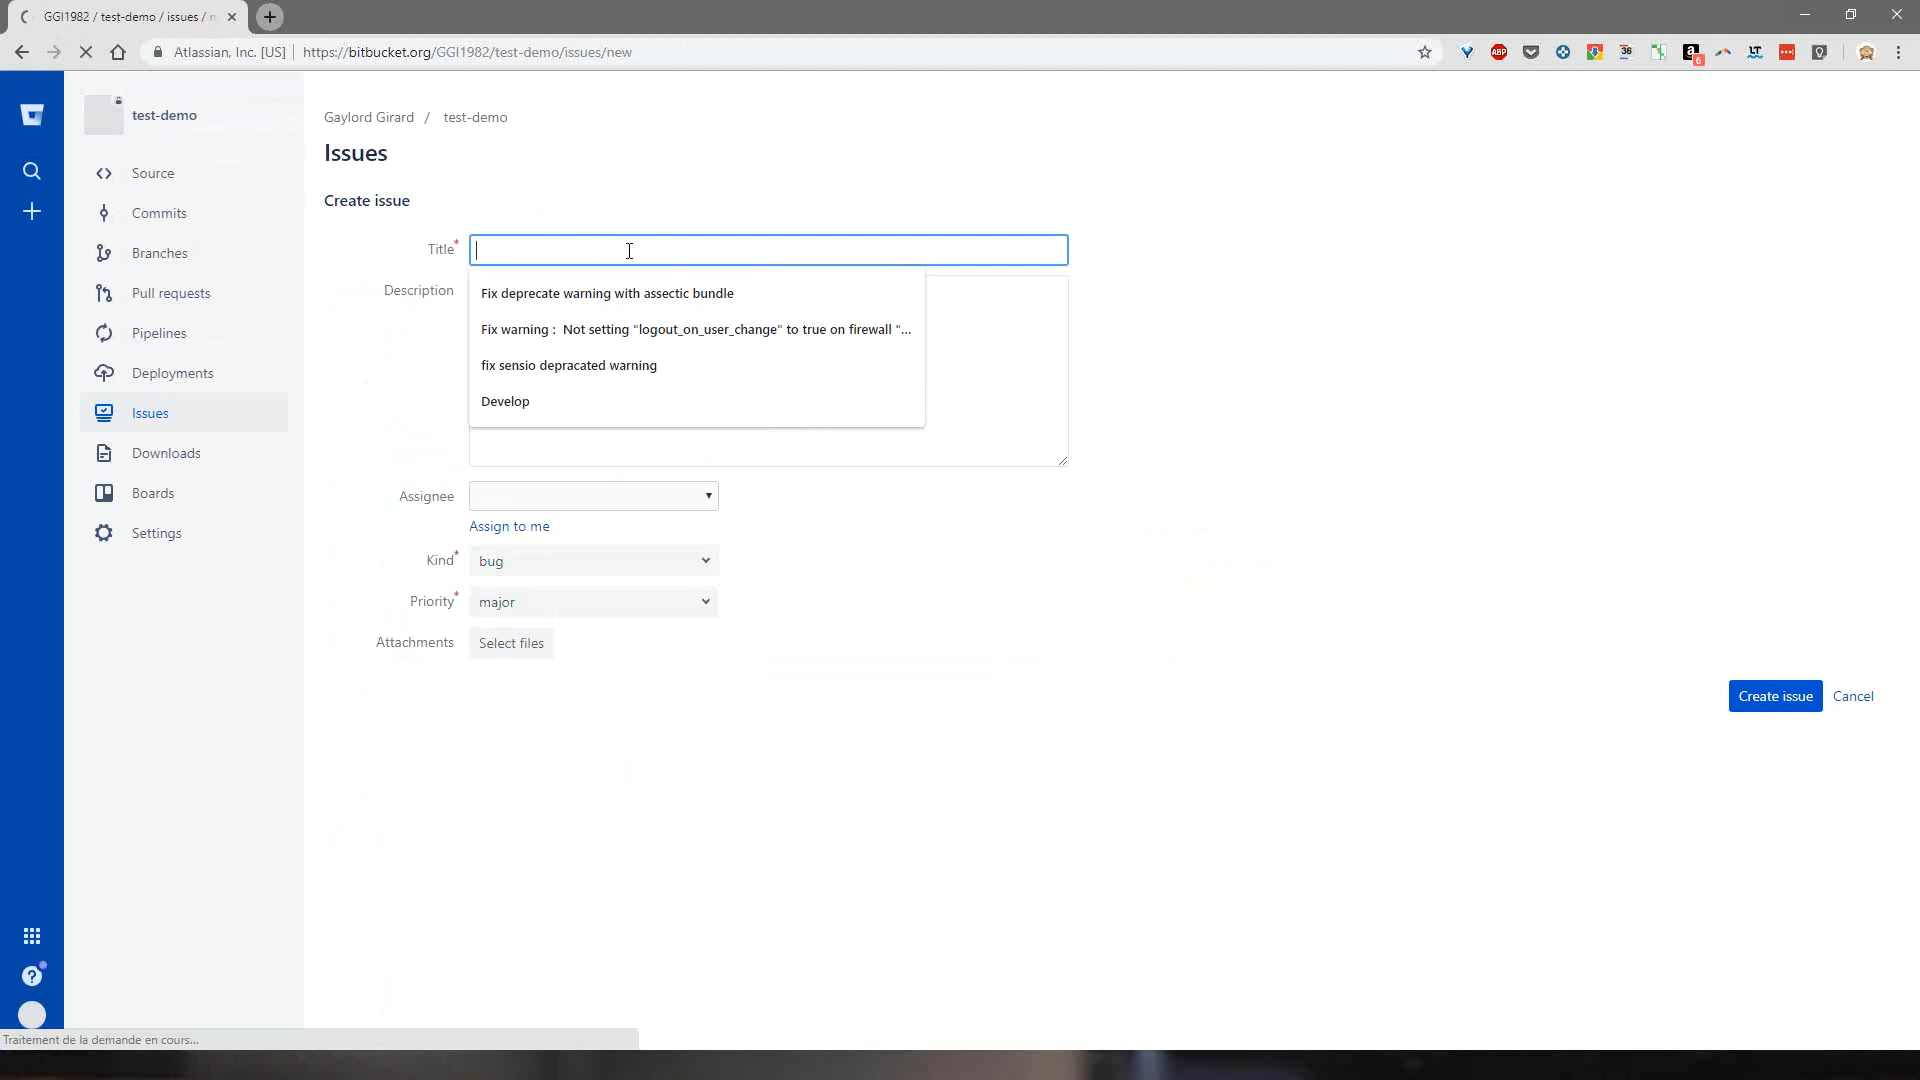 GGI1982 / test-demo / issues /
Atlassian, Inc. [US] https://bitbucket.org/GGI1982/test-demo/issues/new
ABP
36
a
6
LT
test-demo
Source
Commits
Branches
Pull requests
Pipelines
Deployments
Issues
Downloads
Boards
Settings
Gaylord Girard / test-demo
Issues
Create issue
Title*
Description
Fix deprecate warning with assectic bundle
Fix warning : Not setting "logout_on_user_change" to true on firewall "...
fix sensio depracated warning
Develop
Assignee
Assign to me
Kind* bug
Priority* major
Attachments Select files
Create issue Cancel
Traitement de la demande en cours...